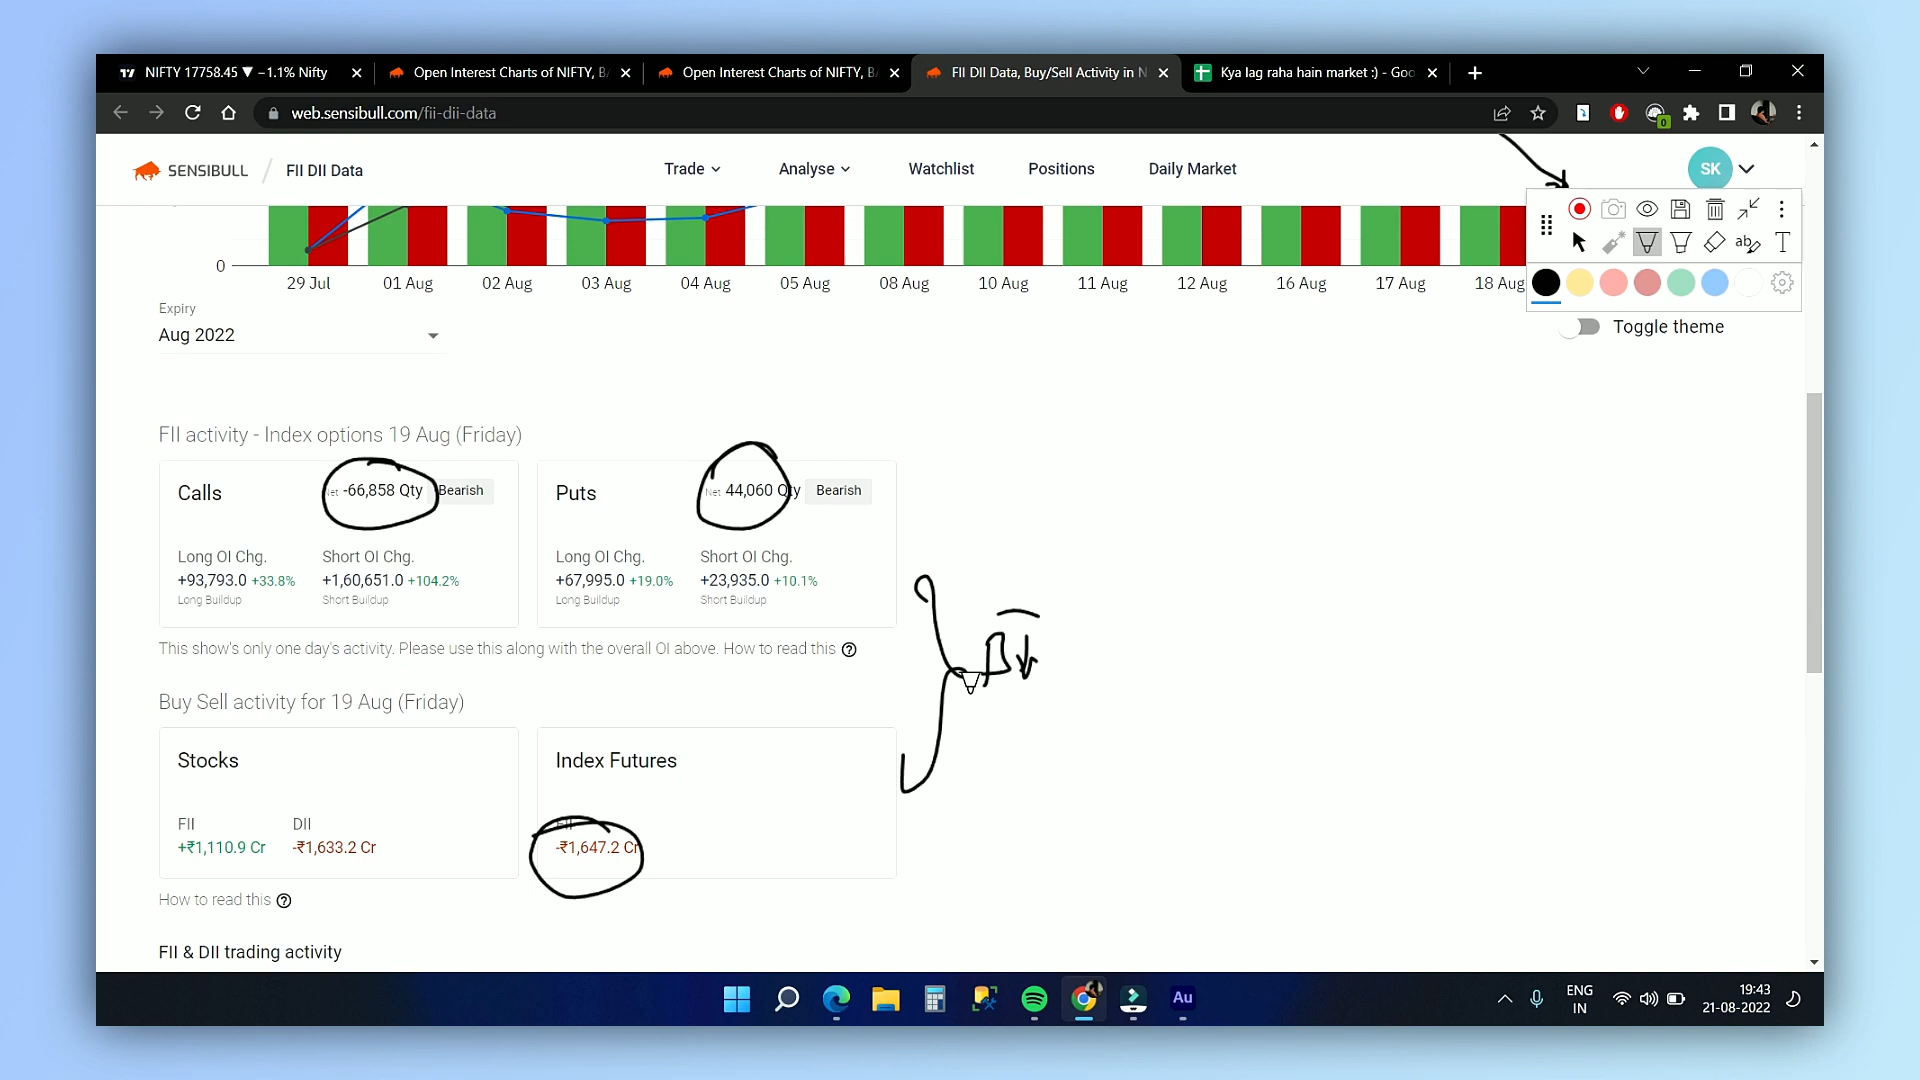 NIFTY 17758.45 ▼ −1.1% Nifty
Open Interest Charts of NIFTY, BA
Open Interest Charts of NIFTY, BA
FII DII Data, Buy/Sell Activity in N
Kya lag raha hain market :) - Goo
web.sensibull.com/fii-dii-data
SENSIBULL / FII DII Data
Trade
Analyse
Watchlist
Positions
Daily Market
SK
0
29 Jul
01 Aug
02 Aug
03 Aug
04 Aug
05 Aug
08 Aug
10 Aug
11 Aug
12 Aug
16 Aug
17 Aug
18 Aug
Expiry
Aug 2022
Toggle theme
FII activity - Index options 19 Aug (Friday)
Calls
Net -66,858 Qty
Bearish
Long OI Chg.
Short OI Chg.
+93,793.0 +33.8%
+1,60,651.0 +104.2%
Long Buildup
Short Buildup
Puts
Net 44,060 Qty
Bearish
Long OI Chg.
Short OI Chg.
+67,995.0 +19.0%
+23,935.0 +10.1%
Long Buildup
Short Buildup
This show's only one day's activity. Please use this along with the overall OI above. How to read this
Buy Sell activity for 19 Aug (Friday)
Stocks
FII
DII
+₹1,110.9 Cr
-₹1,633.2 Cr
Index Futures
FII
-₹1,647.2 Cr
How to read this
FII & DII trading activity
Au
ENG
IN
19:43
21-08-2022